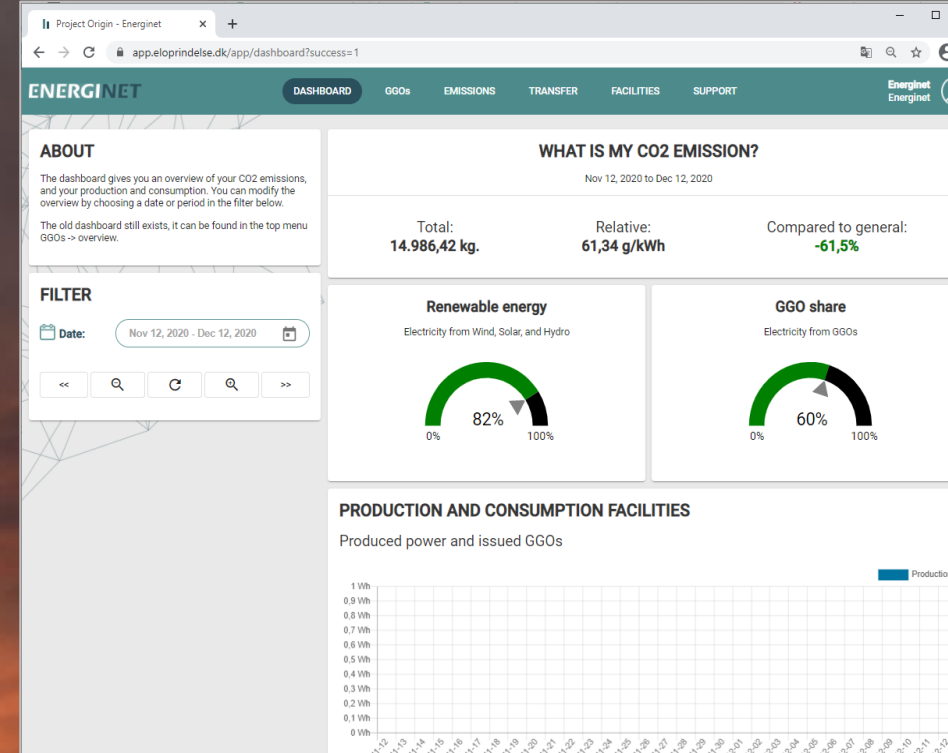 Project Origin - Energinet
app.eloprindelse.dk/app/dashboard?success=1
ENERGINET
DASHBOARD
GGOs
EMISSIONS
TRANSFER
FACILITIES
SUPPORT
Energinet
Energinet
ABOUT
The dashboard gives you an overview of your CO2 emissions,
and your production and consumption. You can modify the
overview by choosing a date or period in the filter below.
The old dashboard still exists, it can be found in the top menu
GGOs -> overview.
FILTER
Date:
Nov 12, 2020 - Dec 12, 2020
<<
>>
WHAT IS MY CO2 EMISSION?
Nov 12, 2020 to Dec 12, 2020
Total:
14.986,42 kg.
Relative:
61,34 g/kWh
Compared to general:
-61,5%
Renewable energy
Electricity from Wind, Solar, and Hydro
82%
0%
100%
GGO share
Electricity from GGOs
60%
0%
100%
PRODUCTION AND CONSUMPTION FACILITIES
Produced power and issued GGOs
1 Wh
0,9 Wh
0,8 Wh
0,7 Wh
0,6 Wh
0,5 Wh
0,4 Wh
0,3 Wh
0,2 Wh
0,1 Wh
0 Wh